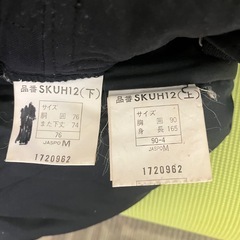 品番 SKUH12(下)
サイズ
胴囲 76
また下丈 74
76
JASPO M
1720962
品番 SKUH12(上)
サイズ
胸囲 90
身長 165
90-4
JASPO M
1720962